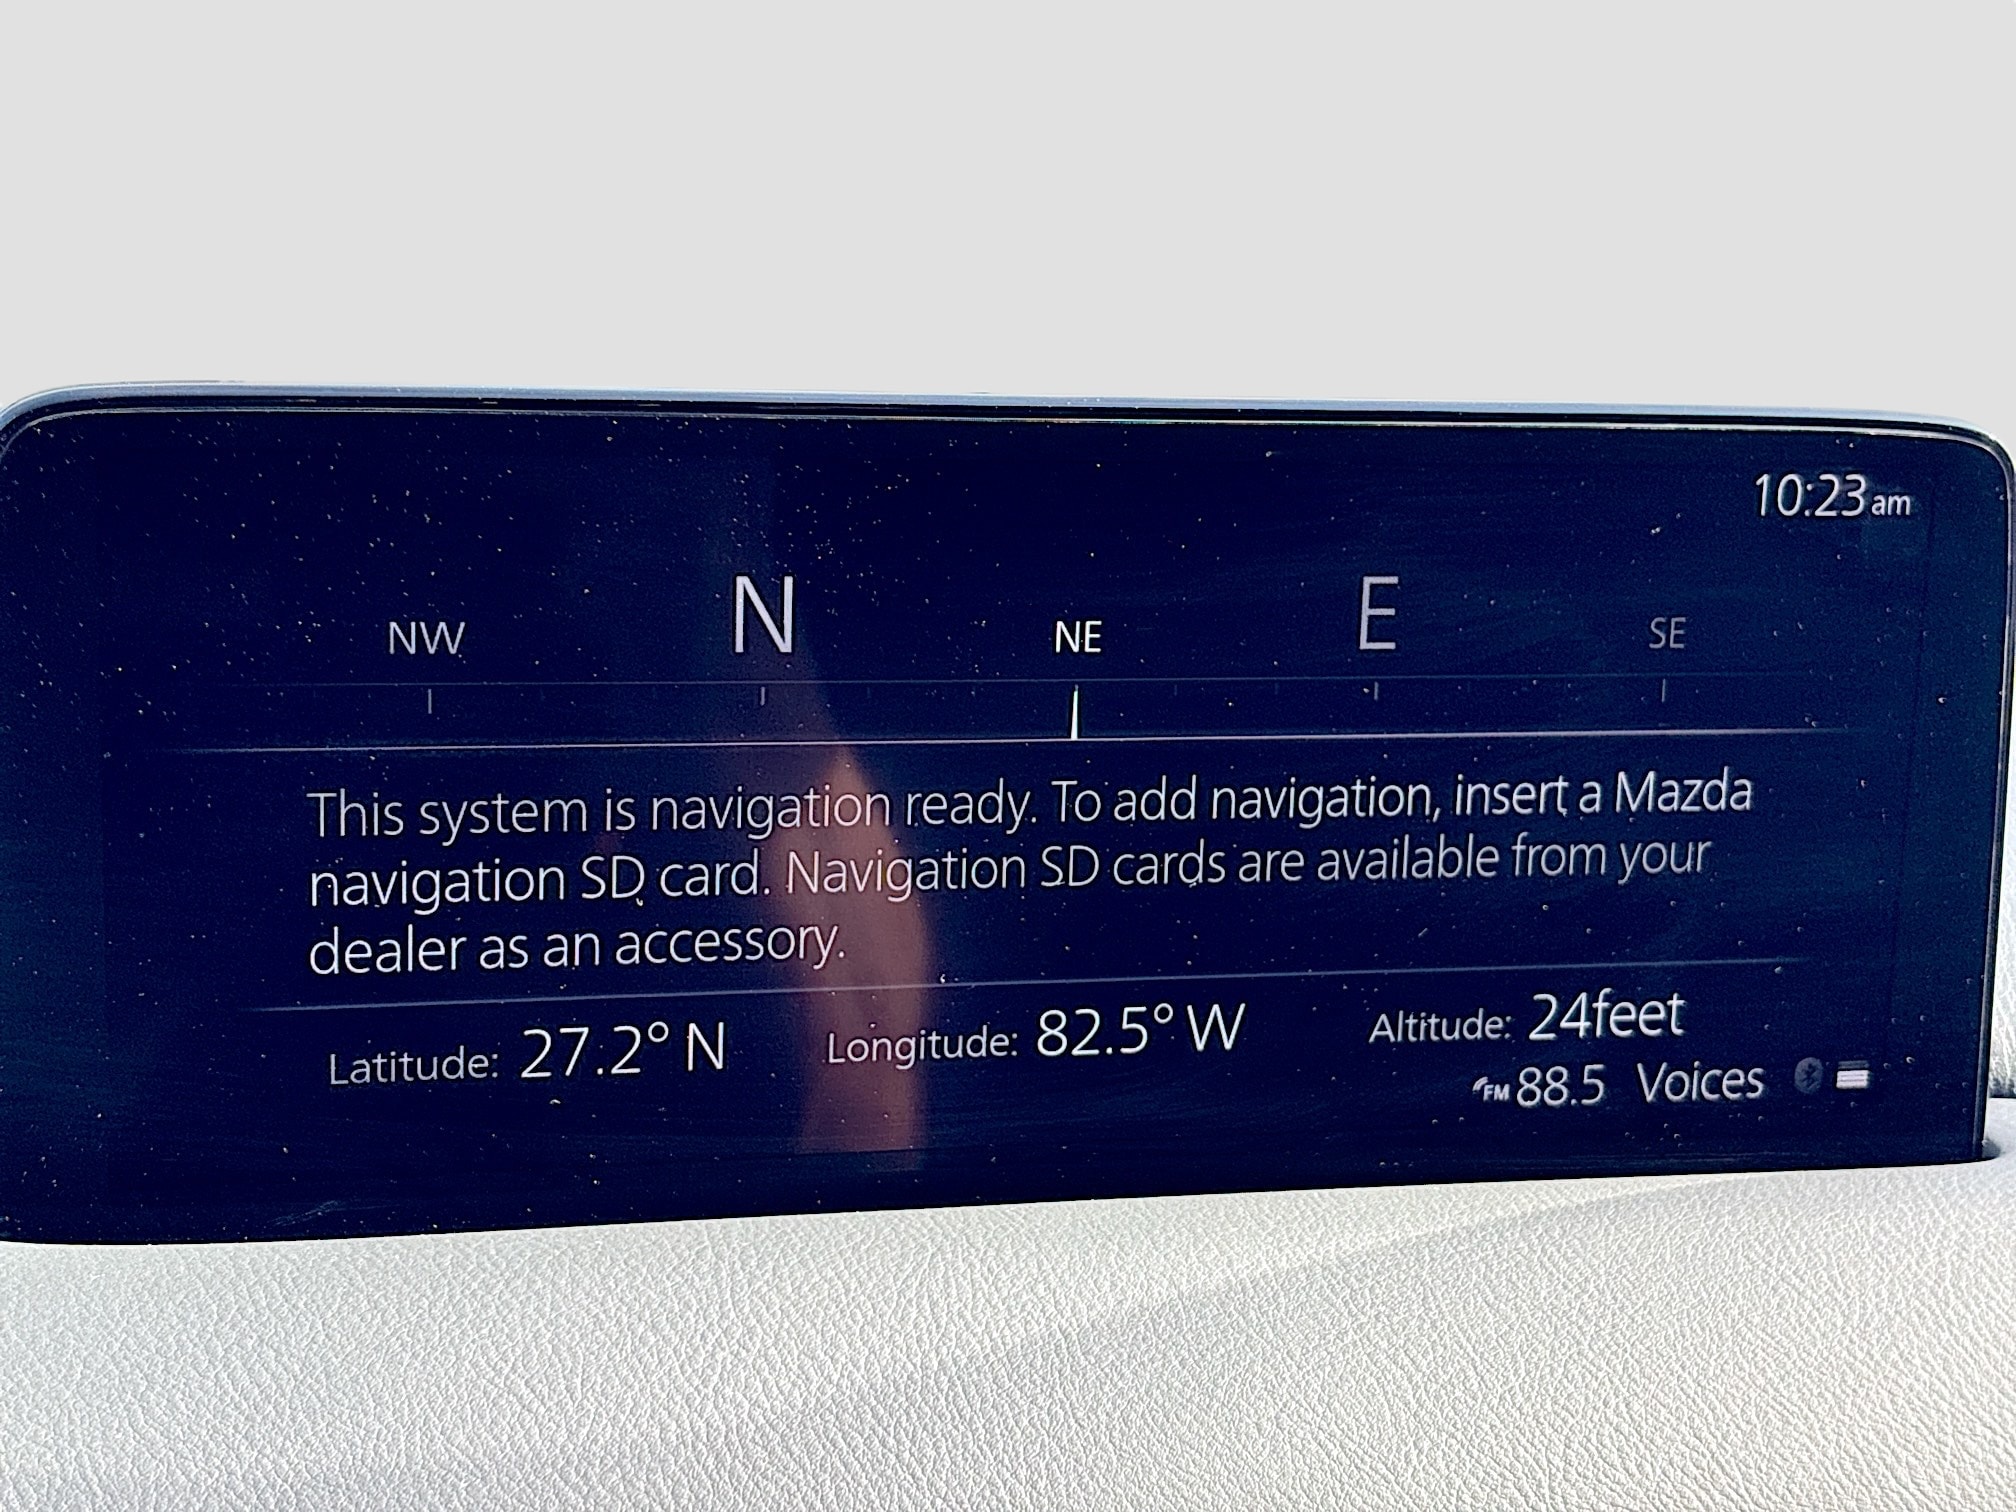 10:23am
NW N NE E SE
This system is navigation ready. To add navigation, insert a Mazda
navigation SD card. Navigation SD cards are available from your
dealer as an accessory.
Latitude: 27.2° N Longitude: 82.5° W Altitude: 24feet
FM 88.5 Voices